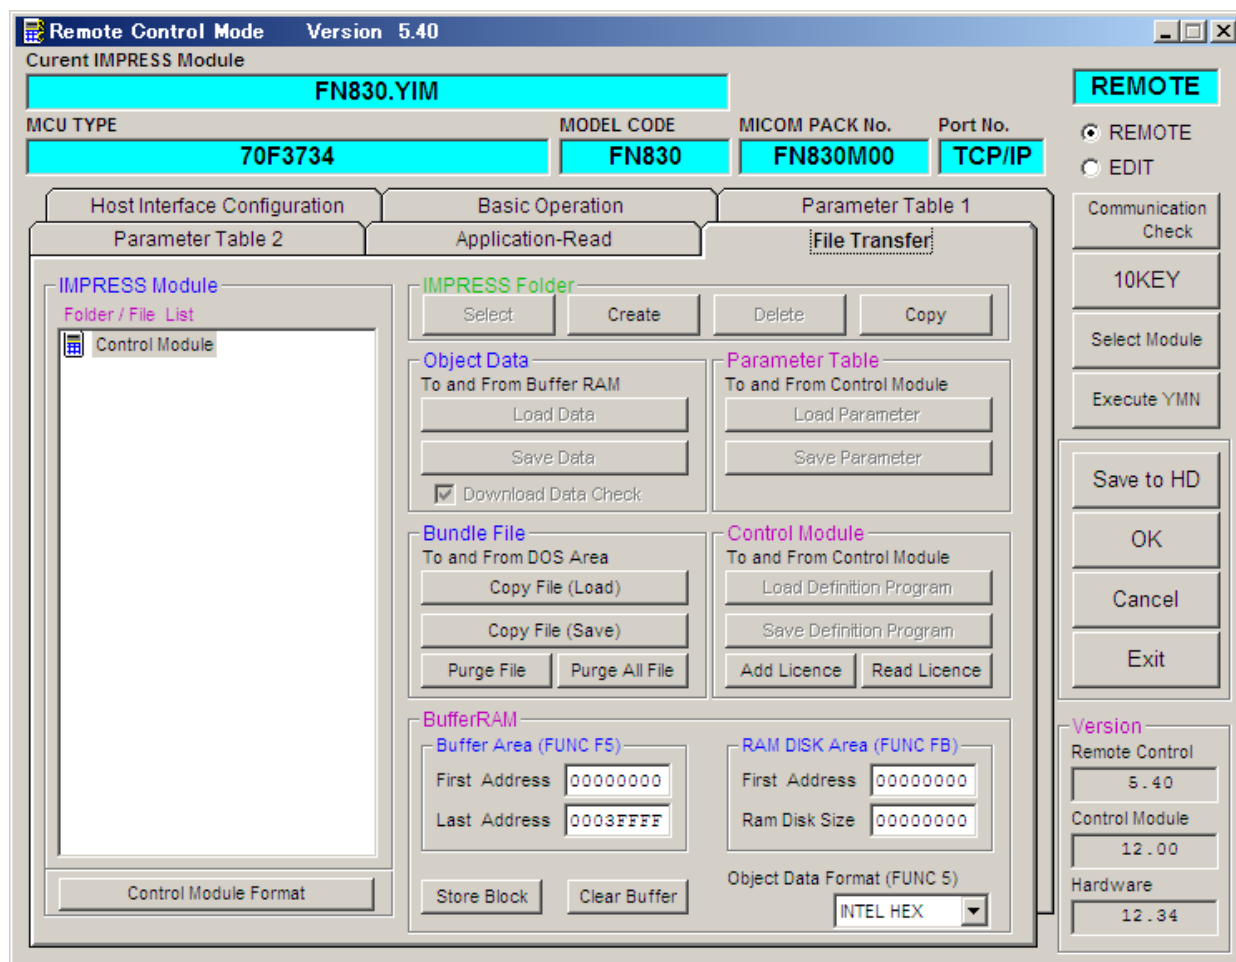 Remote Control Mode Version 5.40
Curent IMPRESS Module
FN830.YIM
REMOTE
MCU TYPE MODEL CODE MICOM PACK No. Port No.
70F3734 FN830 FN830M00 TCP/IP
REMOTE
EDIT
Host Interface Configuration Basic Operation Parameter Table 1
Parameter Table 2 Application-Read File Transfer
Communication
Check
10KEY
Select Module
Execute YMN
IMPRESS Module
Folder / File List
Control Module
Control Module Format
IMPRESS Folder
Select Create Delete Copy
Object Data
To and From Buffer RAM
Load Data
Save Data
Download Data Check
Parameter Table
To and From Control Module
Load Parameter
Save Parameter
Bundle File
To and From DOS Area
Copy File (Load)
Copy File (Save)
Purge File Purge All File
Control Module
To and From Control Module
Load Definition Program
Save Definition Program
Add Licence Read Licence
BufferRAM
Buffer Area (FUNC F5)
First Address 00000000
Last Address 0003FFFF
RAM DISK Area (FUNC FB)
First Address 00000000
Ram Disk Size 00000000
Store Block Clear Buffer
Object Data Format (FUNC 5)
INTEL HEX
Save to HD
OK
Cancel
Exit
Version
Remote Control
5.40
Control Module
12.00
Hardware
12.34